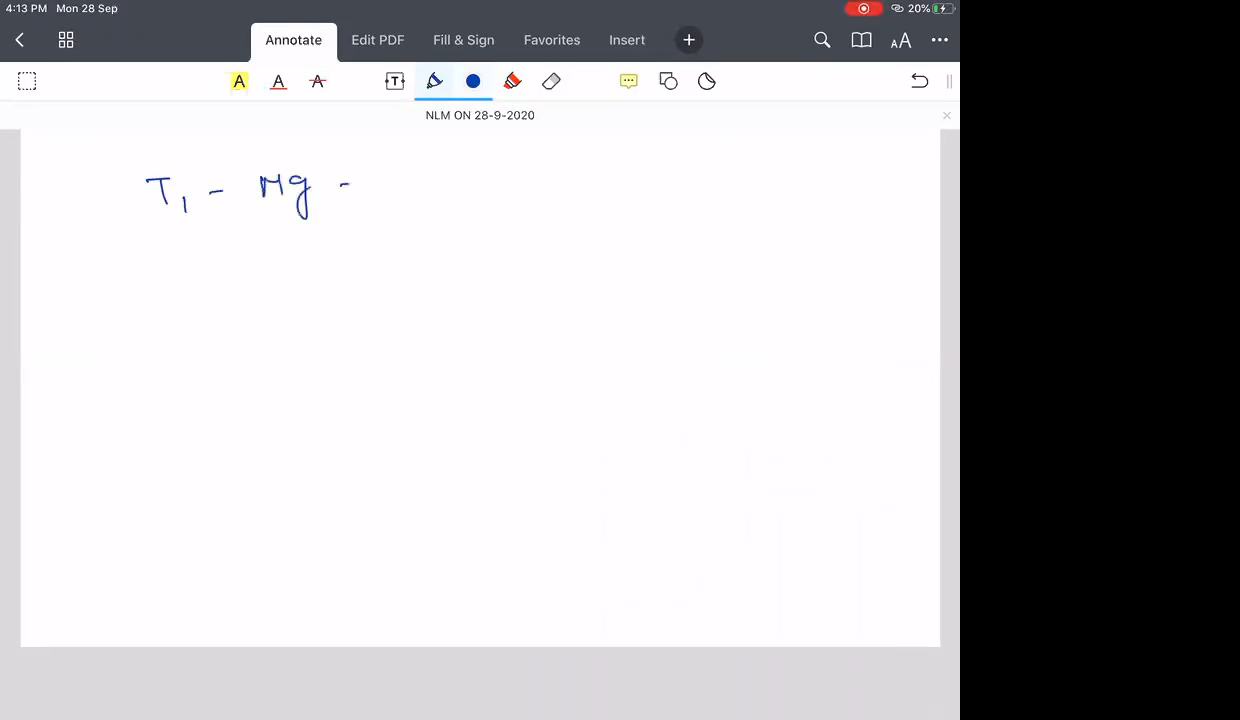 4:13 PM Mon 28 Sep 20%
Annotate Edit PDF Fill & Sign Favorites Insert
NLM ON 28-9-2020
T₁ - Mg -